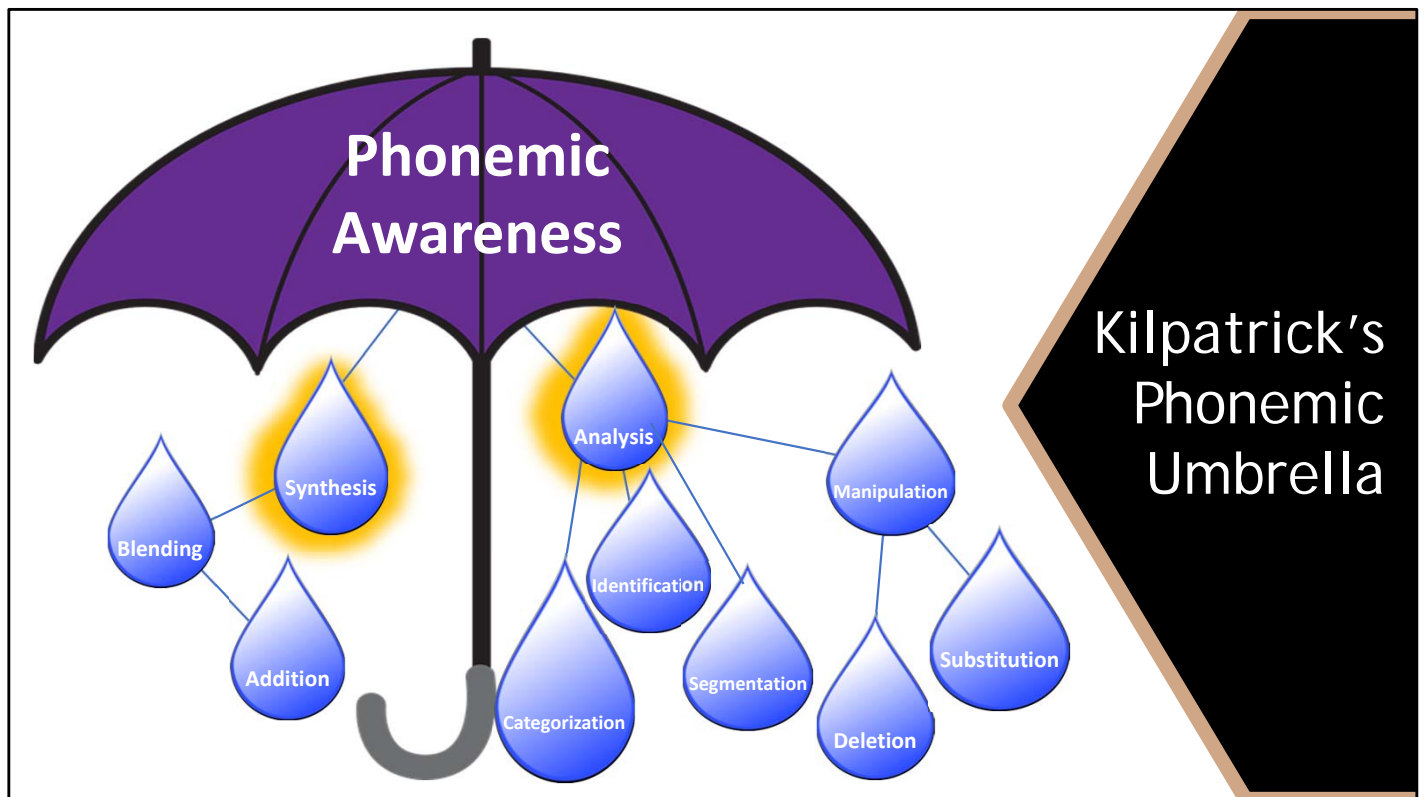 Phonemic
Awareness
Kilpatrick's
Phonemic
Umbrella
Synthesis
Analysis
Manipulation
Blending
Identification
Addition
Categorization
Segmentation
Deletion
Substitution